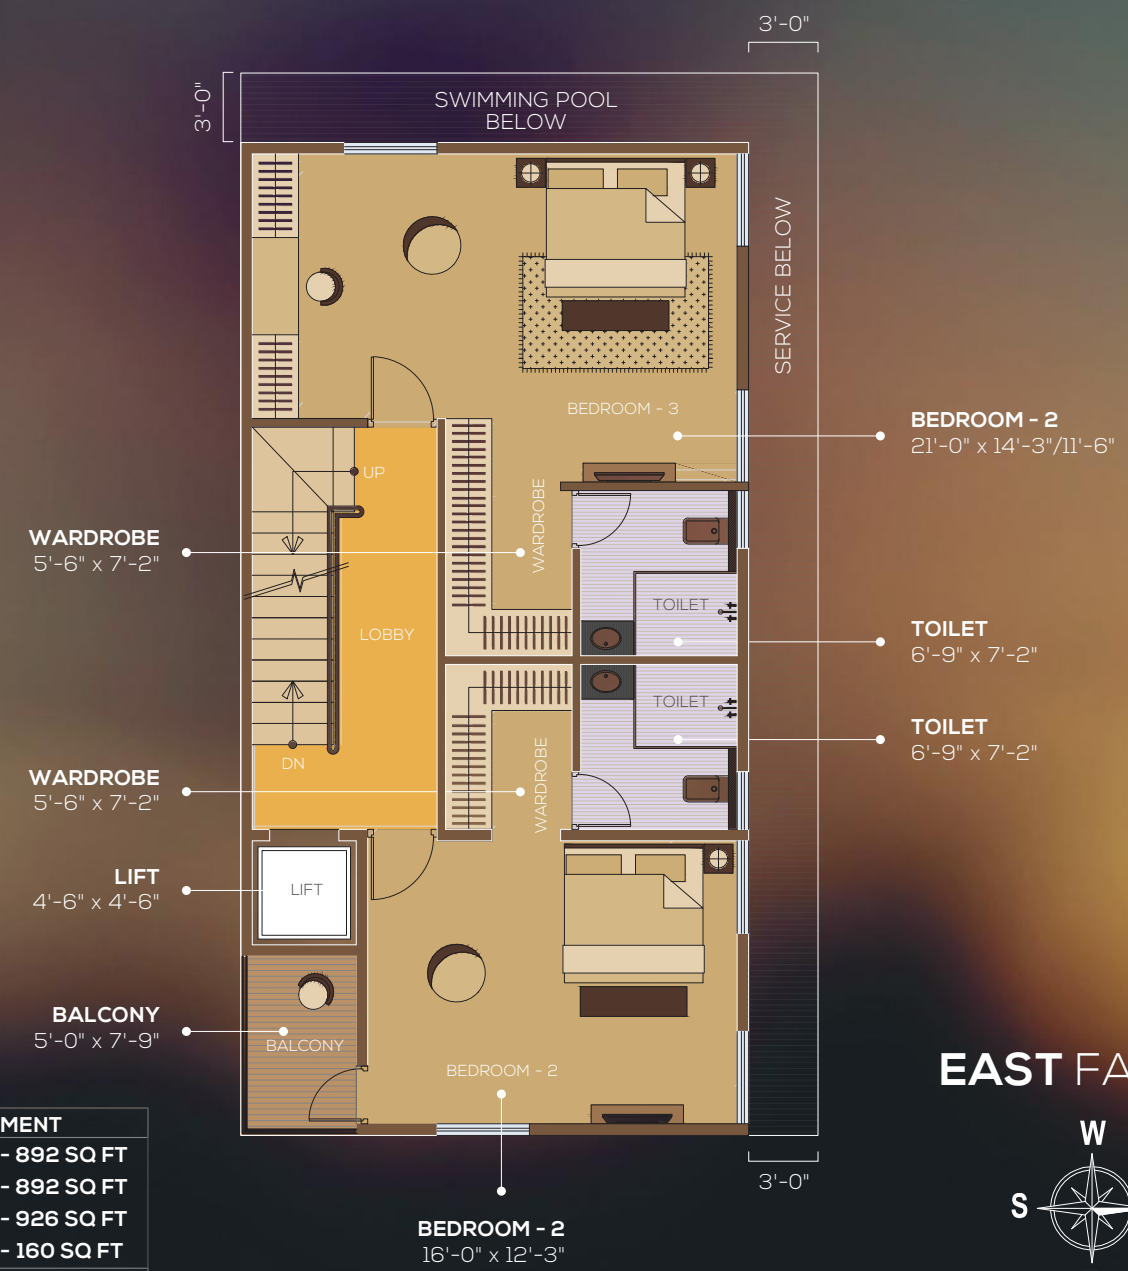 3'-0"
3'-0"
SWIMMING POOL
BELOW
SERVICE BELOW
BEDROOM - 3
BEDROOM - 2
21'-0" x 14'-3"/11'-6"
UP
WARDROBE
WARDROBE
5'-6" x 7'-2"
TOILET
LOBBY
TOILET
6'-9" x 7'-2"
TOILET
TOILET
6'-9" x 7'-2"
DN
WARDROBE
WARDROBE
5'-6" x 7'-2"
LIFT
4'-6" x 4'-6"
LIFT
BALCONY
5'-0" x 7'-9"
BALCONY
BEDROOM - 2
EAST FA
MENT
- 892 SQ FT
- 892 SQ FT
- 926 SQ FT
- 160 SQ FT
W
S
3'-0"
BEDROOM - 2
16'-0" x 12'-3"